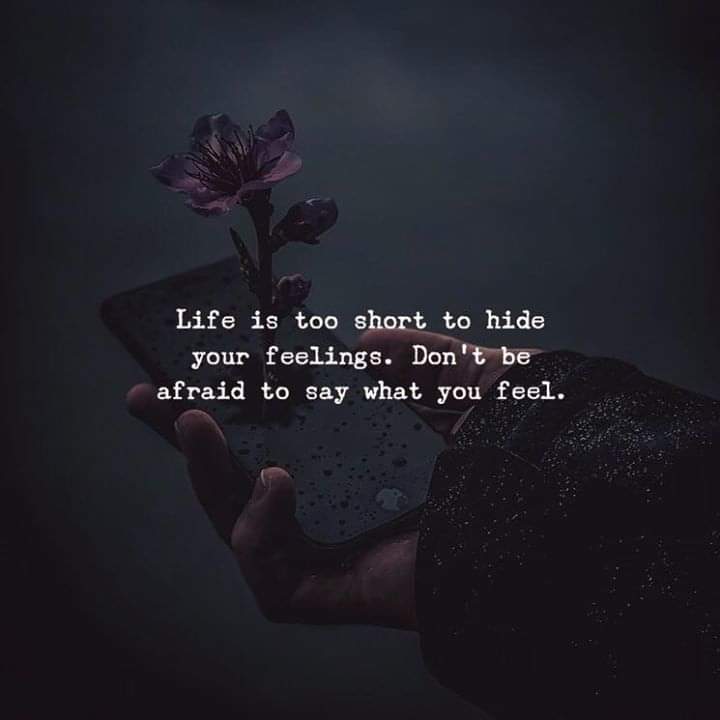 Life is too short to hide
your feelings. Don't be
afraid to say what you feel.